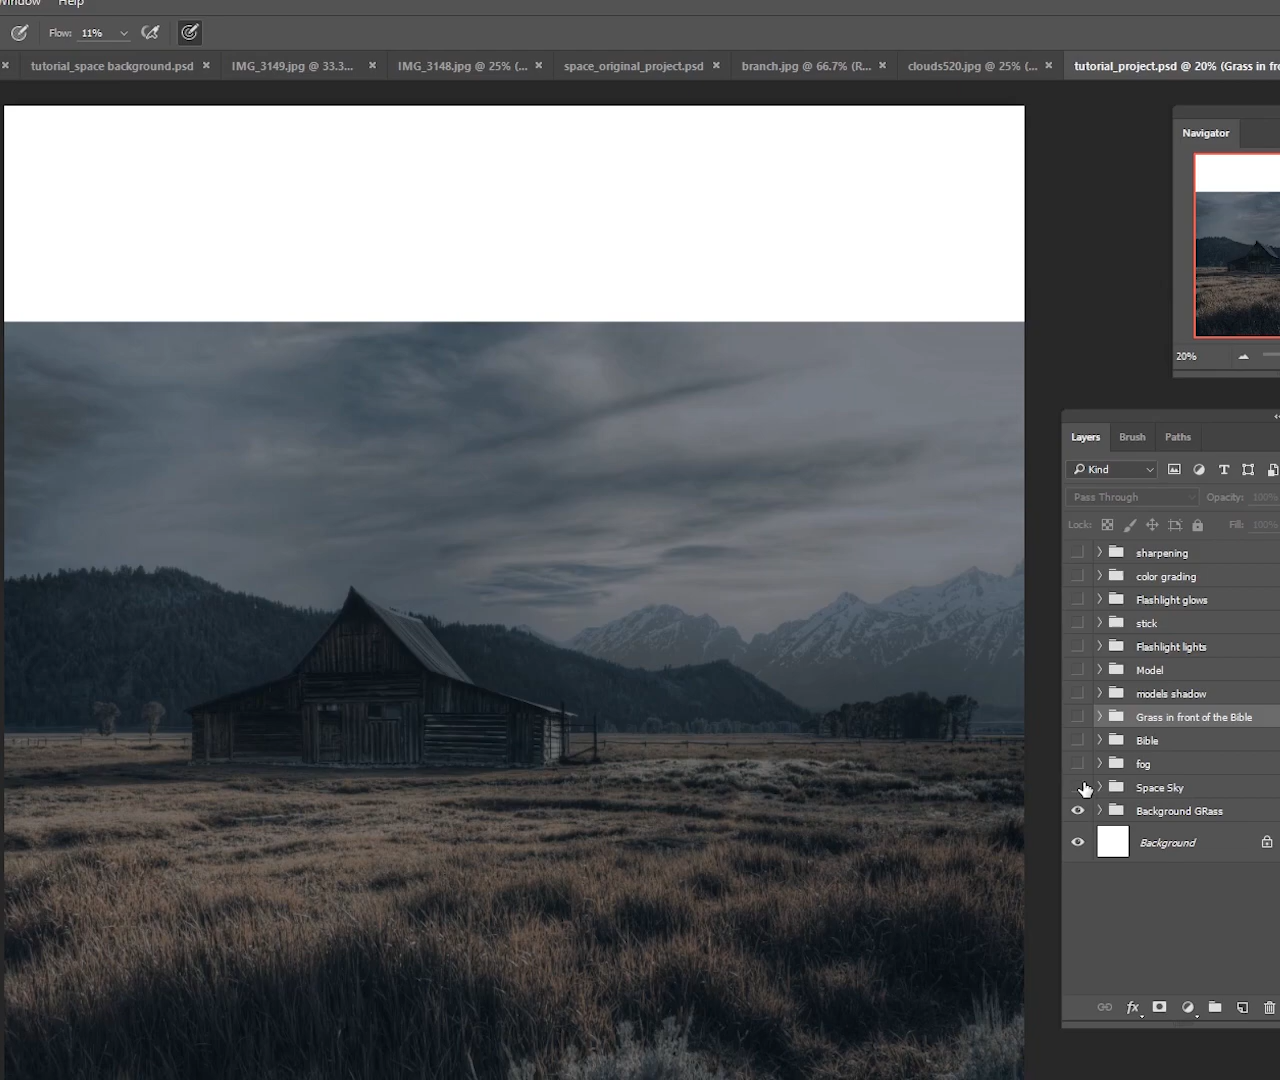 Window Help
Flow: 11%
tutorial_space background.psd IMG_3149.jpg @ 33.3... IMG_3148.jpg @ 25% (... space_original_project.psd branch.jpg @ 66.7% (R... clouds520.jpg @ 25% (... tutorial_project.psd @ 20% (Grass in fr
Navigator
20%
Layers Brush Paths
Kind
Pass Through Opacity: 100%
Lock: Fill: 100%
sharpening
color grading
Flashlight glows
stick
Flashlight lights
Model
models shadow
Grass in front of the Bible
Bible
fog
Space Sky
Background GRass
Background
fx